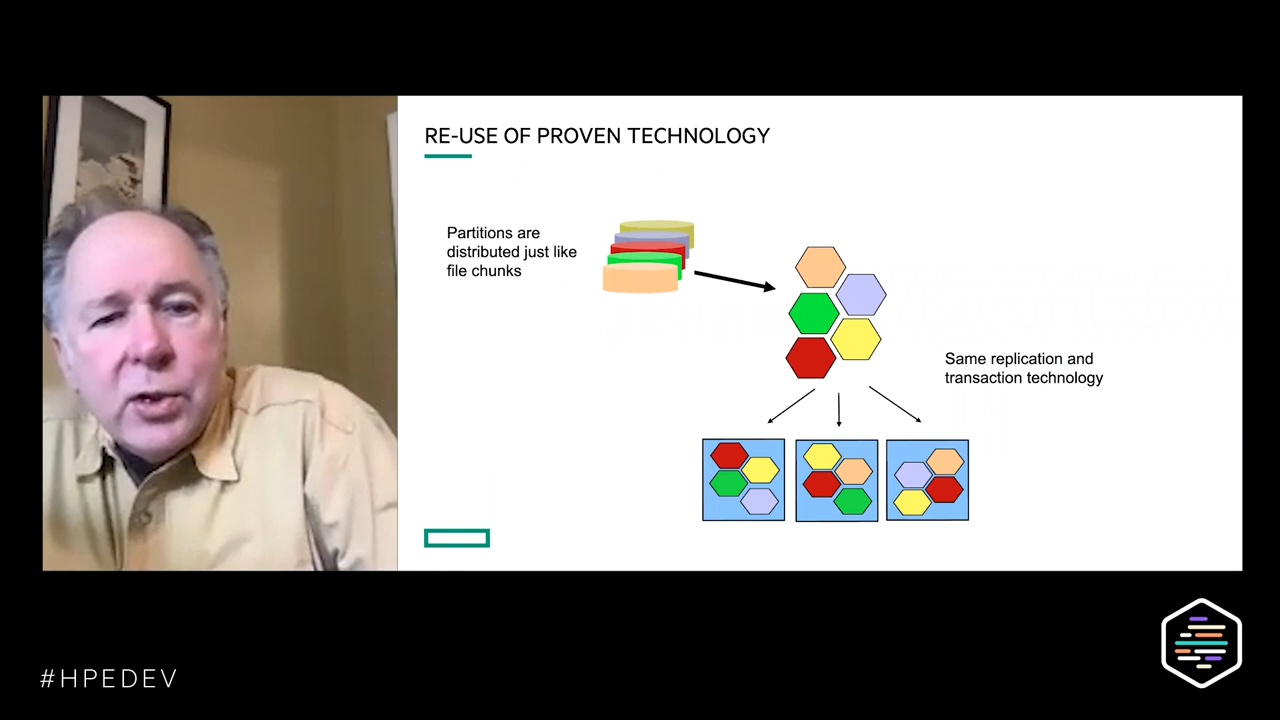 RE-USE OF PROVEN TECHNOLOGY
Partitions are
distributed just like
file chunks
Same replication and
transaction technology
#HPEDEV